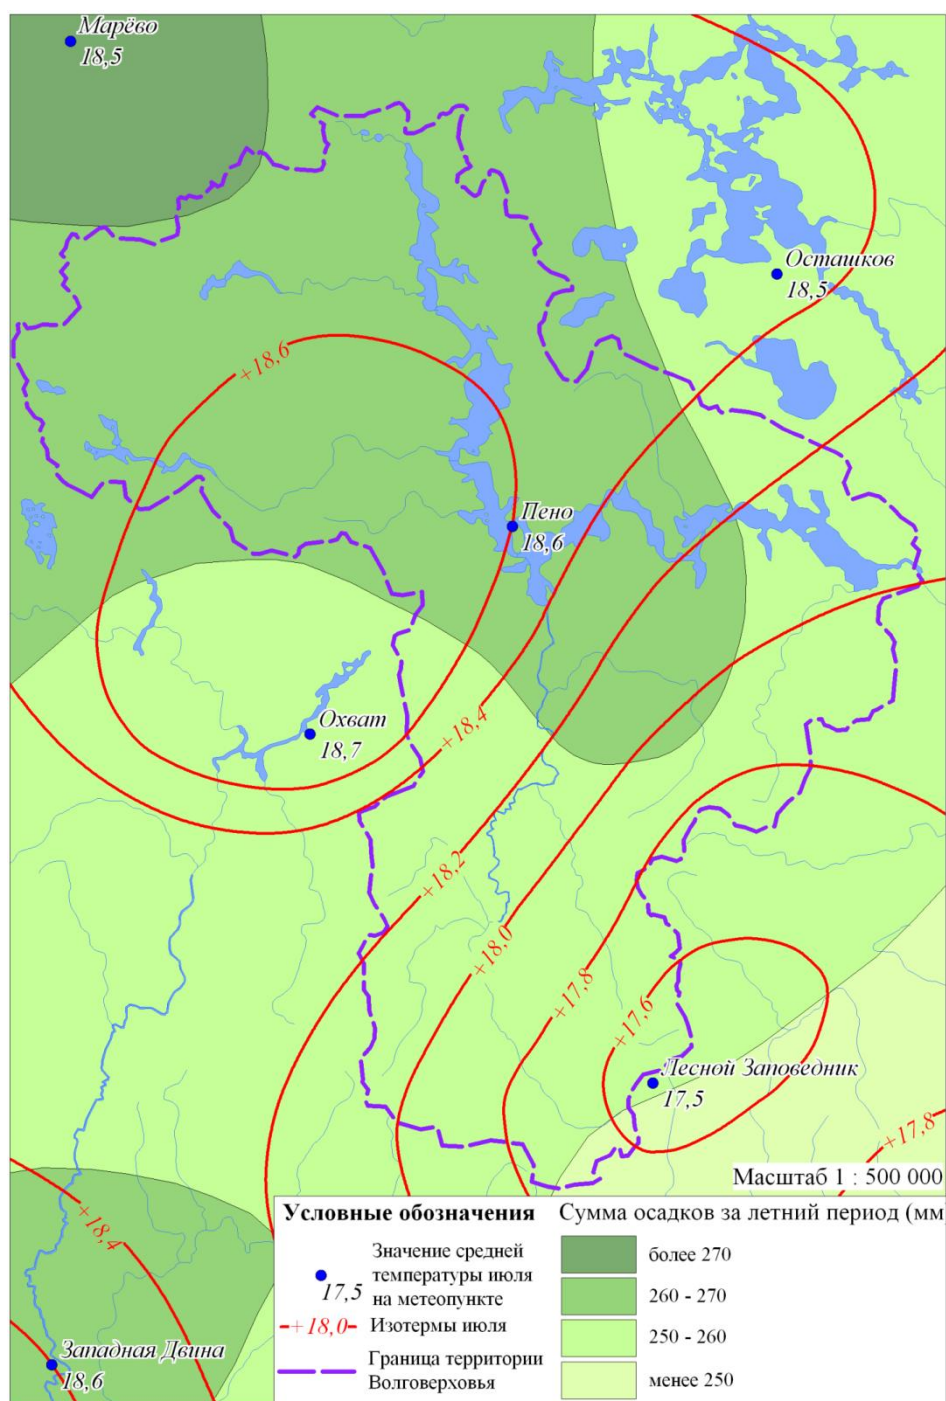 Марёво
18,5
Осташков
18,5
+18,6
Пено
18,6
Охват
18,7
+18,4
+18,2
+18,0
+17,8
+17,6
Лесной Заповедник
17,5
+17,8
Масштаб 1 : 500 000
+18,4
Западная Двина
18,6
Условные обозначения
17,5
Значение средней
температуры июля
на метеопункте
+18,0
Изотермы июля
Граница территории
Волговерховья
Сумма осадков за летний период (мм
более 270
260 - 270
250 - 260
менее 250